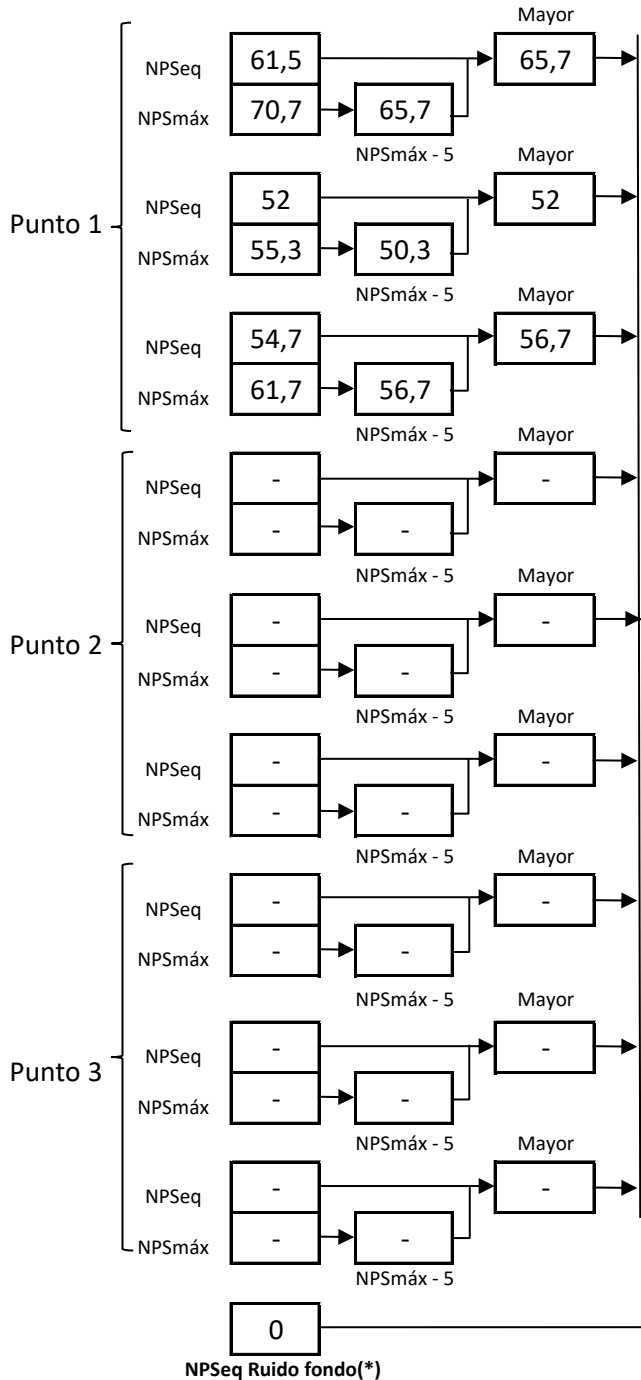 Mayor
NPSeq 61,5 65,7
NPSmáx 70,7 65,7
NPSmáx - 5 Mayor
Punto 1
NPSeq 52 52
NPSmáx 55,3 50,3
NPSmáx - 5 Mayor
NPSeq 54,7 56,7
NPSmáx 61,7 56,7
NPSmáx - 5 Mayor
NPSeq - -
NPSmáx - -
NPSmáx - 5 Mayor
Punto 2
NPSeq - -
NPSmáx - -
NPSmáx - 5 Mayor
NPSeq - -
NPSmáx - -
NPSmáx - 5 Mayor
NPSeq - -
NPSmáx - -
NPSmáx - 5 Mayor
Punto 3
NPSeq - -
NPSmáx - -
NPSmáx - 5 Mayor
NPSeq - -
NPSmáx - -
NPSmáx - 5
0
NPSeq Ruido fondo(*)